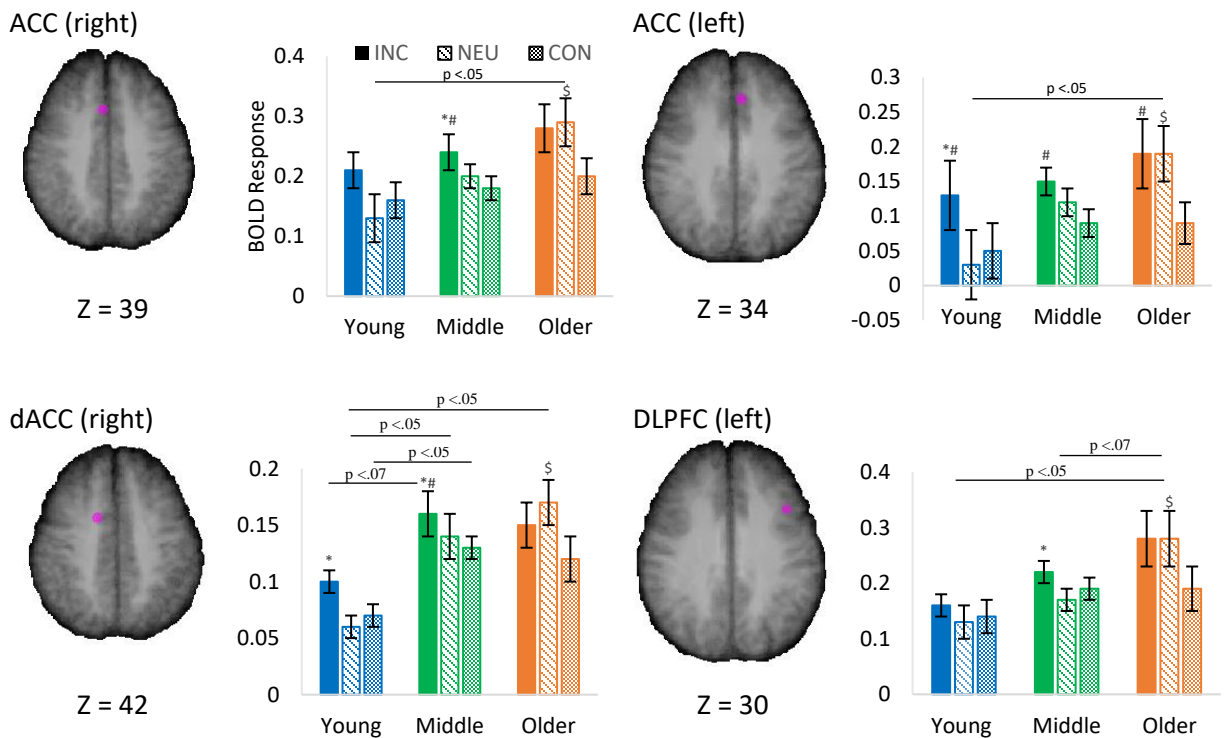 ACC (right)
INC NEU CON
p <.05
$
*#
BOLD Response
0.4
0.3
0.2
0.1
0
Young Middle Older
Z = 39
ACC (left)
p <.05
*#
#
# $
0.3
0.25
0.2
0.15
0.1
0.05
0
-0.05
Young Middle Older
Z = 34
dACC (right)
p <.05
p <.05
p <.05
p <.07
*
*#
$
0.2
0.15
0.1
0.05
0
Young Middle Older
Z = 42
DLPFC (left)
p <.07
p <.05
*
$
0.4
0.3
0.2
0.1
0
Young Middle Older
Z = 30